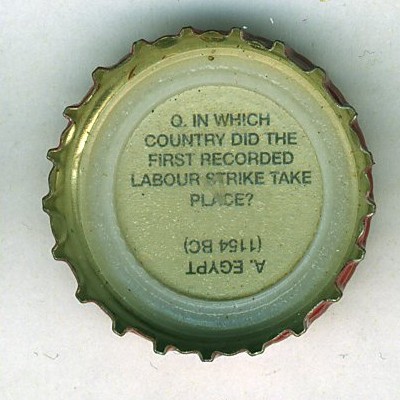 Q. IN WHICH
COUNTRY DID THE
FIRST RECORDED
LABOUR STRIKE TAKE
PLACE?
A. EGYPT
(1154 BC)